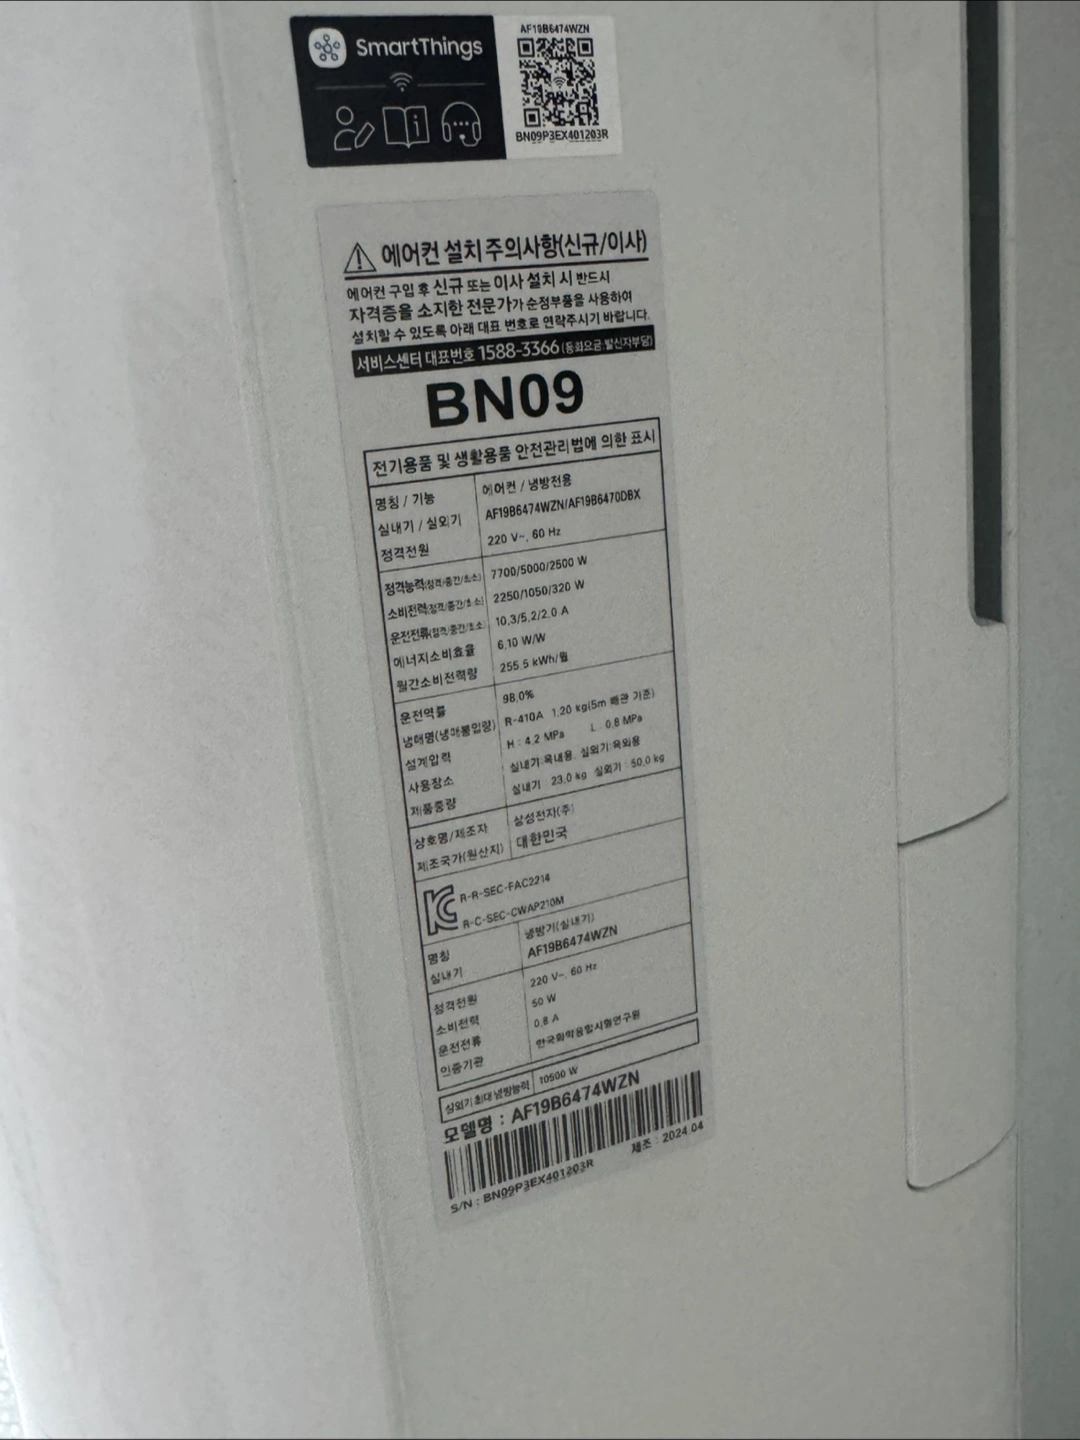 SmartThings
AF19B6474WZN
BN09P3EX401203R
에어컨 설치 주의사항(신규/이사)
에어컨 구입 후 신규 또는 이사 설치 시 반드시
자격증을 소지한 전문가가 순정부품을 사용하여
설치할 수 있도록 아래 대표 번호로 연락주시기 바랍니다.
서비스센터 대표번호 1588-3366 (통화요금:발신자부담)
BN09
전기용품 및 생활용품 안전관리법에 의한 표시
명칭 / 기능 에어컨 / 냉방전용
실내기 / 실외기 AF19B6474WZN/AF19B6470DBX
정격전원 220 V~, 60 Hz
정격능력(정격/중간/최소) 7700/5000/2500 W
소비전력(정격/중간/최소) 2250/1050/320 W
운전전류(정격/중간/최소) 10.3/5.2/2.0 A
에너지소비효율 6.10 W/W
월간소비전력량 255.5 kWh/월
운전역률 98.0%
냉매명(냉매봉입량) R-410A 1.20 kg(5m 배관 기준)
설계압력 H : 4.2 MPa L : 0.8 MPa
사용장소 실내기:옥내용, 실외기:옥외용
제품중량 실내기 : 23.0 kg 실외기 : 50.0 kg
상호명/제조자 삼성전자(주)
제조국가(원산지) 대한민국
R-R-SEC-FAC2214
R-C-SEC-CWAP210M
명칭 냉방기(실내기)
실내기 AF19B6474WZN
정격전원 220 V~, 60 Hz
소비전력 50 W
운전전류 0.8 A
인증기관 한국화학융합시험연구원
실외기 최대 냉방능력 10500 W
모델명 : AF19B6474WZN
제조 : 2024.04
S/N : BN09P3EX401203R